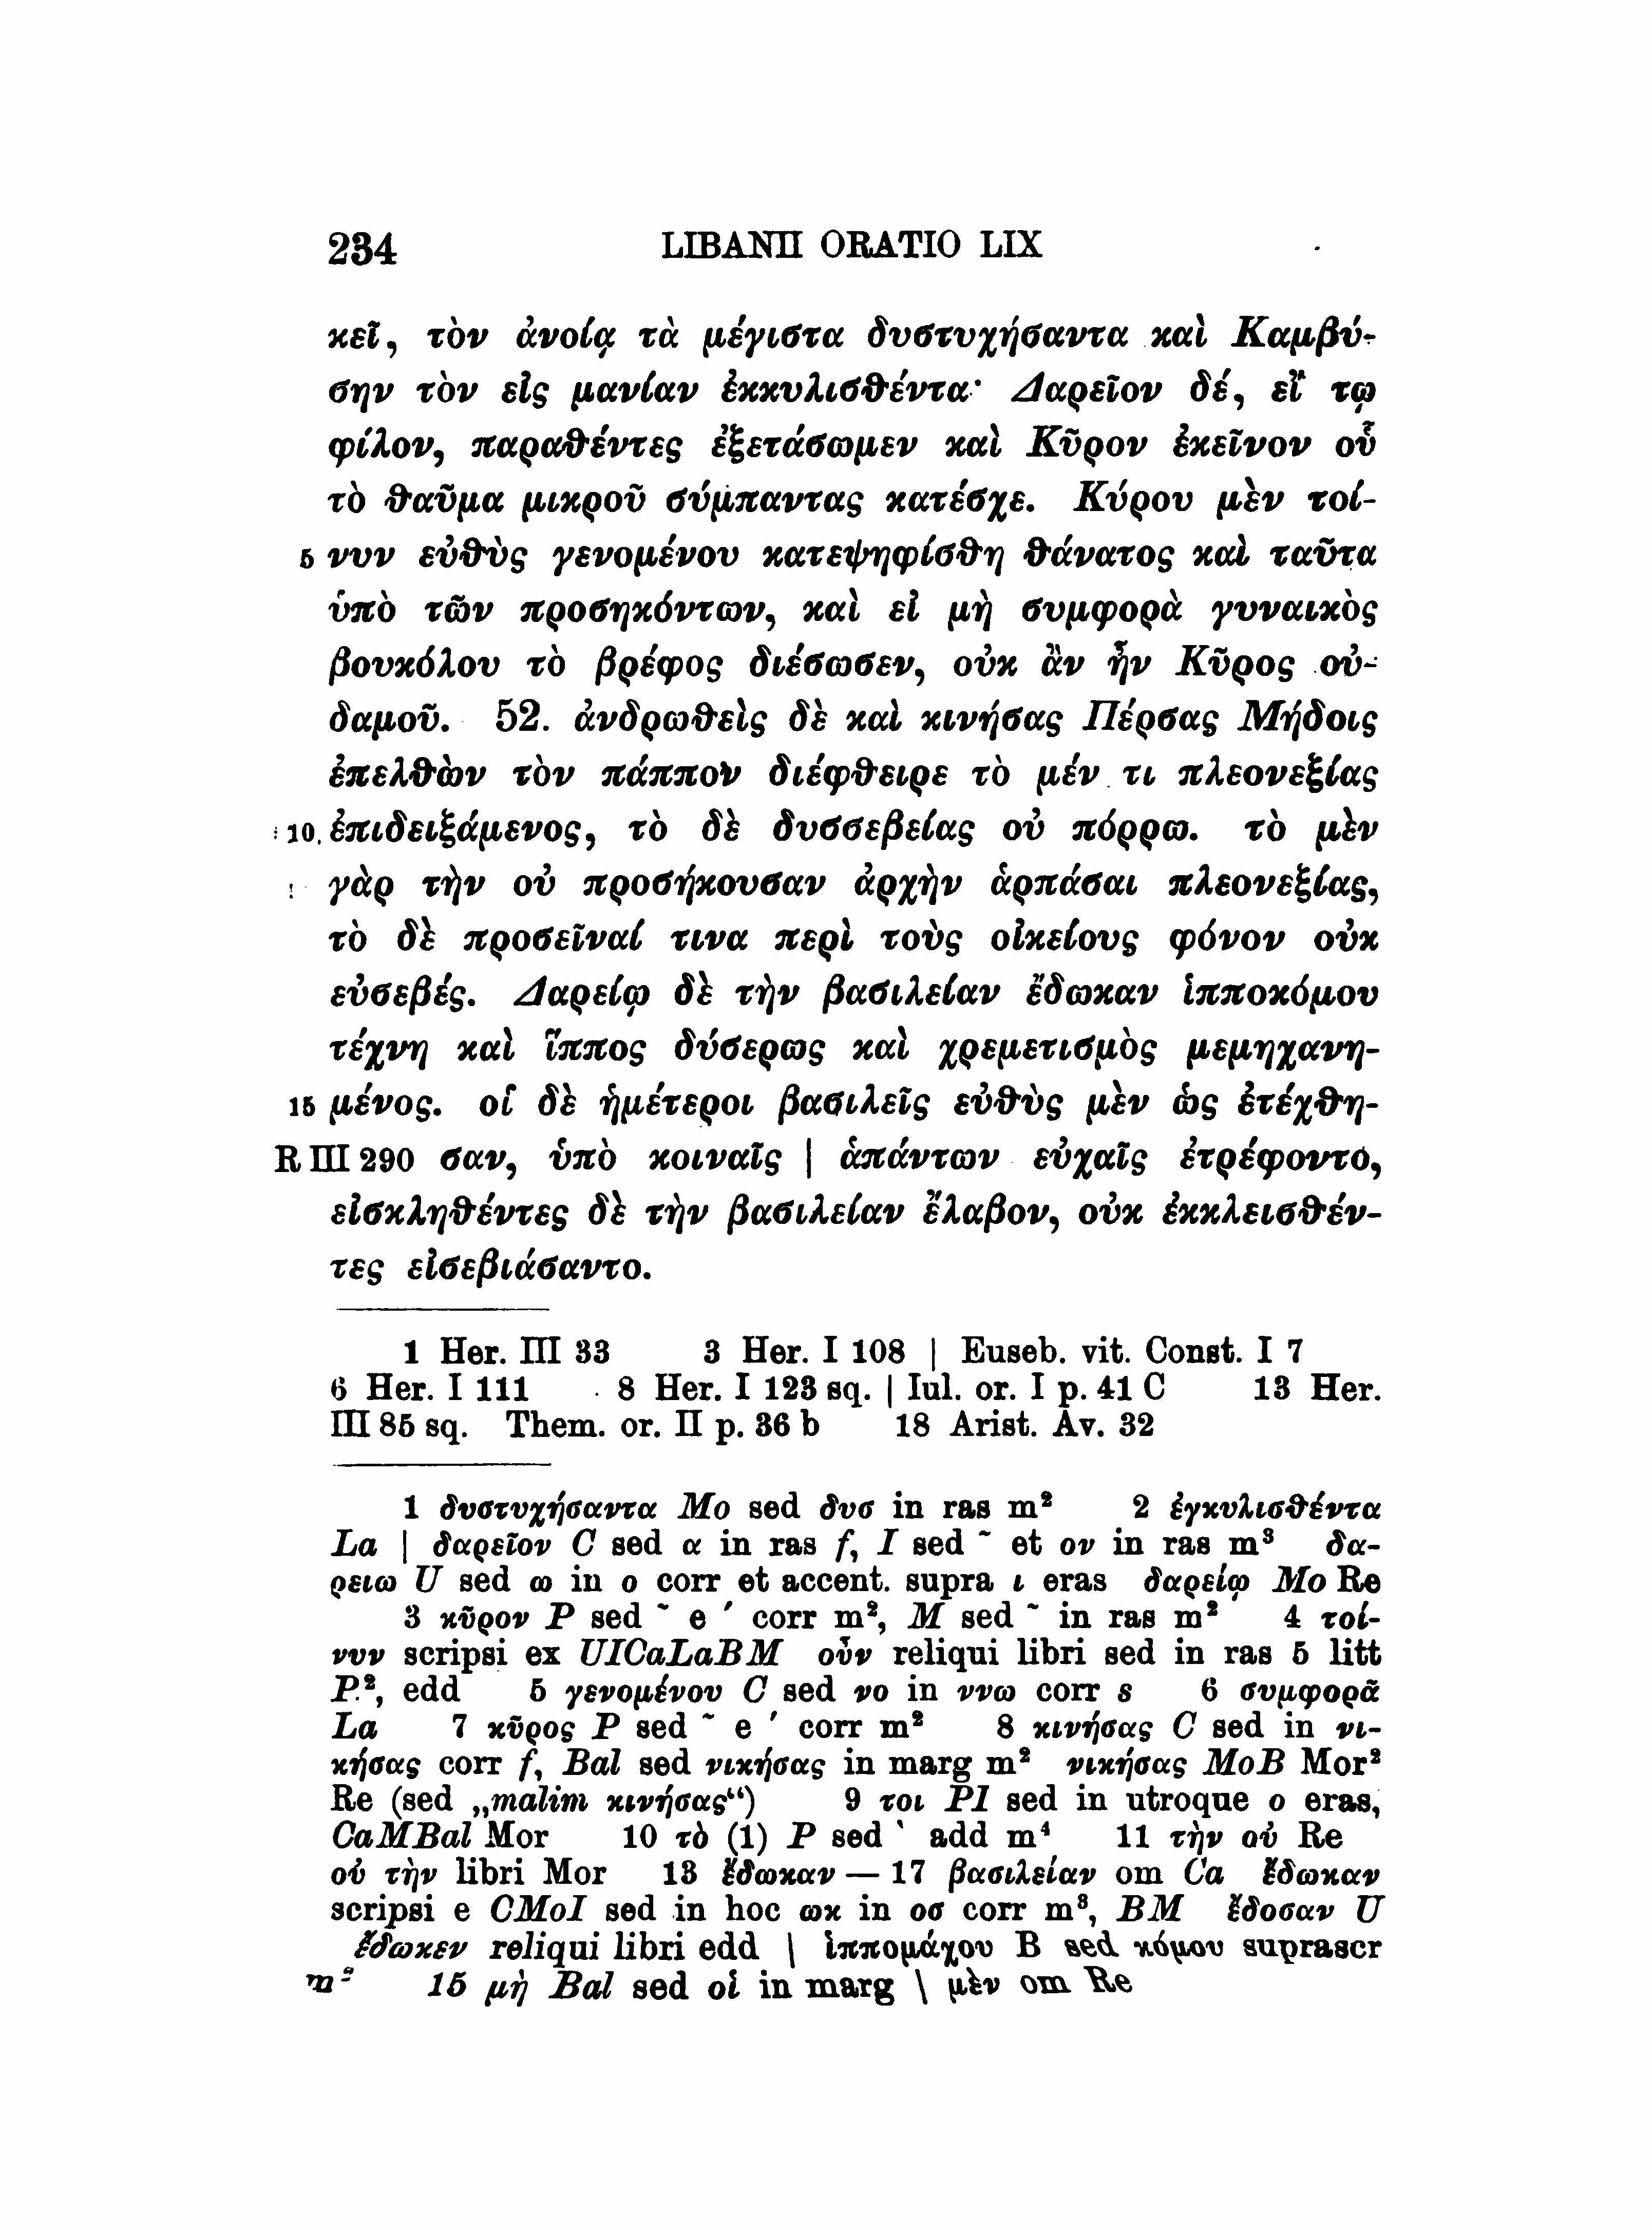 234 LIBANII ORATIO LIX
κεῖ, τὸν ἀνοίᾳ τὰ μέγιστα δυστυχήσαντα καὶ Καμβύ-
σην τὸν εἰς μανίαν ἐκκυλισθέντα· Δαρεῖον δέ, εἴ τῳ
φίλον, παραθέντες ἐξετάσωμεν καὶ Κῦρον ἐκεῖνον οὗ
τὸ θαῦμα μικροῦ σύμπαντας κατέσχε. Κύρου μὲν τοί-
5 νυν εὐθὺς γενομένου κατεψηφίσθη θάνατος καὶ ταῦτα
ὑπὸ τῶν προσηκόντων, καὶ εἰ μὴ συμφορὰ γυναικὸς
βουκόλου τὸ βρέφος διέσωσεν, οὐκ ἂν ἦν Κῦρος οὐ-
δαμοῦ. 52. ἀνδρωθεὶς δὲ καὶ κινήσας Πέρσας Μήδοις
ἐπελθὼν τὸν πάππον διέφθειρε τὸ μέν τι πλεονεξίας
10 ἐπιδειξάμενος, τὸ δὲ δυσσεβείας οὐ πόρρω. τὸ μὲν
γὰρ τὴν οὐ προσήκουσαν ἀρχὴν ἁρπάσαι πλεονεξίας,
τὸ δὲ προσεῖναί τινα περὶ τοὺς οἰκείους φόνον οὐκ
εὐσεβές. Δαρείῳ δὲ τὴν βασιλείαν ἔδωκαν ἱπποκόμου
τέχνη καὶ ἵππος δύσερως καὶ χρεμετισμὸς μεμηχανη-
15 μένος. οἱ δὲ ἡμέτεροι βασιλεῖς εὐθὺς μὲν ὡς ἐτέχθη-
R III 290 σαν, ὑπὸ κοιναῖς | ἁπάντων εὐχαῖς ἐτρέφοντο,
εἰσκληθέντες δὲ τὴν βασιλείαν ἔλαβον, οὐκ ἐκκλεισθέν-
τες εἰσεβιάσαντο.
1 Her. III 33 3 Her. I 108 | Euseb. vit. Const. I 7
6 Her. I 111 8 Her. I 123 sq. | Iul. or. I p. 41 C 13 Her.
III 85 sq. Them. or. II p. 36 b 18 Arist. Av. 32
1 δυστυχήσαντα Mo sed δυσ in ras m² 2 ἐγκυλισθέντα
La | δαρεῖον C sed α in ras f, I sed ῀ et ον in ras m³ δα-
ρειω U sed ω in ο corr et accent. supra ι eras δαρείῳ Mo Re
3 κῦρον P sed ῀ e ´ corr m², M sed ῀ in ras m² 4 τοί-
νυν scripsi ex UICaLaBM οὖν reliqui libri sed in ras 5 litt
P², edd 5 γενομένου C sed νο in ννω corr s 6 συμφορᾶ
La 7 κῦρος P sed ῀ e ´ corr m² 8 κινήσας C sed in νι-
κήσας corr f, Bal sed νικήσας in marg m² νικήσας MoB Mor²
Re (sed „malim κινήσας“) 9 τοι PI sed in utroque ο eras,
CaMBal Mor 10 τὸ (1) P sed ` add m⁴ 11 τὴν οὐ Re
οὐ τὴν libri Mor 13 ἔδωκαν — 17 βασιλείαν om Ca ἔδωκαν
scripsi e CMoI sed in hoc ωκ in οσ corr m³, BM ἔδοσαν U
ἔδωκεν reliqui libri edd | ἱππομάχου B sed κόμου suprascr
m² 15 μὴ Bal sed οἱ in marg | μὲν om Re